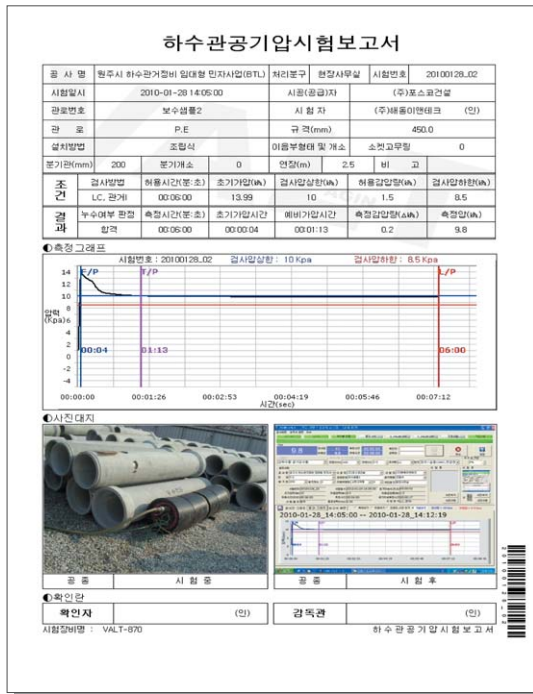 하수관공기압시험보고서
공 사 명 원주시 하수관거정비 임대형 민자사업(BTL) 처리분구 현장사무실 시험번호 20100128_02
시험일시 2010-01-28 14:05:00 시공(공급)자 (주)포스코건설
관로번호 보수샘플2 시 험 자 (주)해동이앤테크 (인)
관 로 P.E 규 격(mm) 450.0
설치방법 조립식 이음부형태 및 개소 소켓고무링 0
분기관(mm) 200 분기개소 0 연장(m) 2.5 비 고
조건 검사방법 허용시간(분:초) 초기가압(㎪) 검사압상한(㎪) 허용감압량(㎪) 검사압하한(㎪)
LC, 관거I 00:06:00 13.99 10 1.5 8.5
결과 누수여부 판정 측정시간(분:초) 초기가압시간 예비가압시간 측정감압량(△㎪) 측정압(㎪)
합격 00:06:00 00:00:04 00:01:13 0.2 9.8
◐측정그래프
시험번호 : 20100128_02 검사압상한 : 10 Kpa 검사압하한 : 8.5 Kpa
F/P T/P L/P
14
12
10
8
압력
(Kpa)6
4
2
0
-2
-4
00:04 01:13 06:00
00:00:00 00:01:26 00:02:53 00:04:19 00:05:46 00:07:12
시간(sec)
◐사진대지
2010-01-28_14:05:00 -- 2010-01-28_14:12:19
공 종 시 험 중 공 종 시 험 후
20100128_02
◐확인란
확인자 (인) 감독관 (인)
시험장비명 : VALT-870 하수관공기압시험보고서